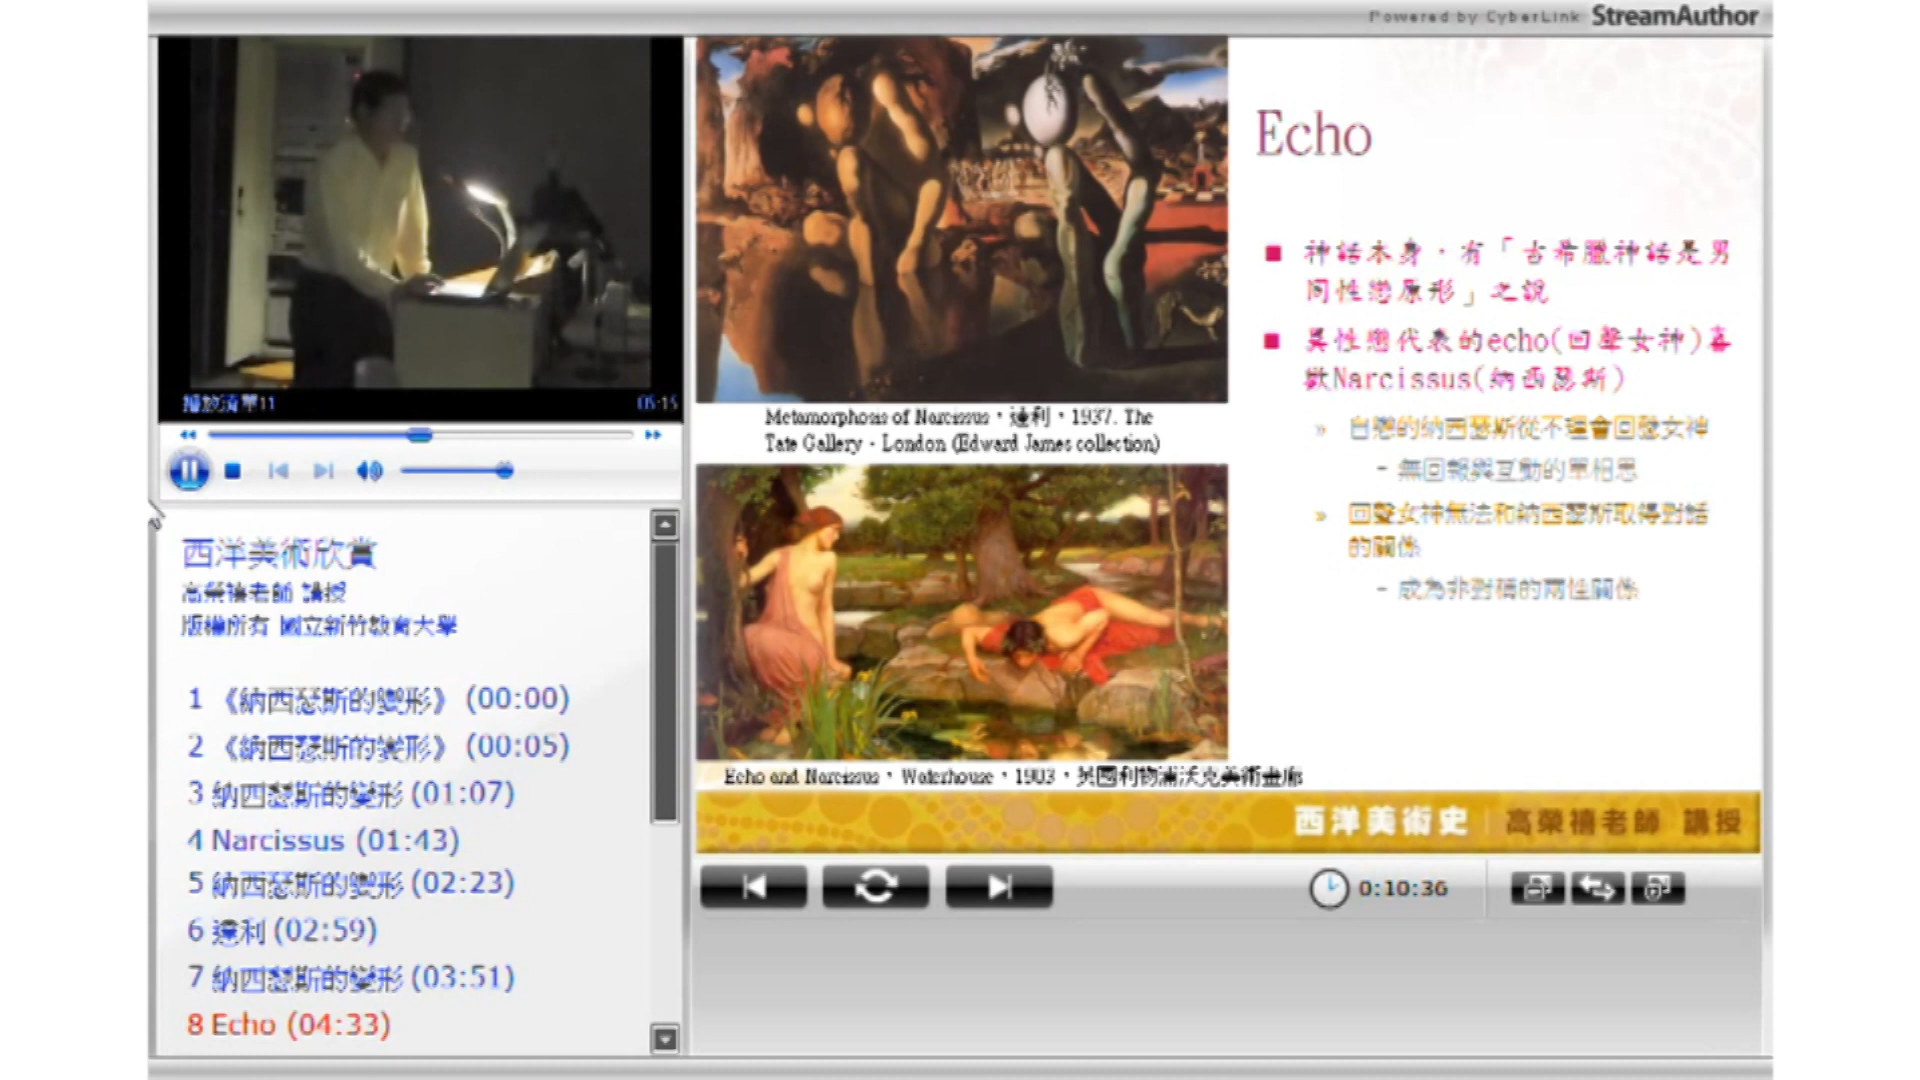 Powered by CyberLink StreamAuthor
播放清單11
05:15
西洋美術欣賞
高榮禧老師 講授
版權所有 國立新竹教育大學
1 《納西瑟斯的變形》 (00:00)
2 《納西瑟斯的變形》 (00:05)
3 納西瑟斯的變形 (01:07)
4 Narcissus (01:43)
5 納西瑟斯的變形 (02:23)
6 達利 (02:59)
7 納西瑟斯的變形 (03:51)
8 Echo (04:33)
Metamorphosis of Narcissus，達利，1937. The
Tate Gallery - London (Edward James collection)
Echo and Narcissus，Waterhouse，1903，英國利物浦沃克美術畫廊
Echo
■ 神話本身，有「古希臘神話是男
同性戀原形」之說
■ 異性戀代表的echo(回聲女神)喜
歡Narcissus(納西瑟斯)
» 自戀的納西瑟斯從不理會回聲女神
- 無回報與互動的單相思
» 回聲女神無法和納西瑟斯取得對話
的關係
- 成為非對稱的兩性關係
西洋美術史 | 高榮禧老師 講授
0:10:36